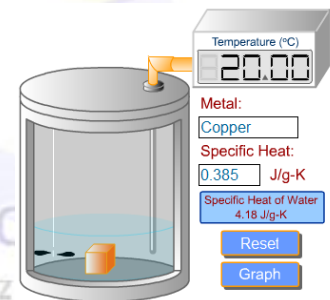 Temperature (°C)
20.00
Metal:
Copper
Specific Heat:
0.385 J/g-K
Specific Heat of Water
4.18 J/g-K
Reset
Graph